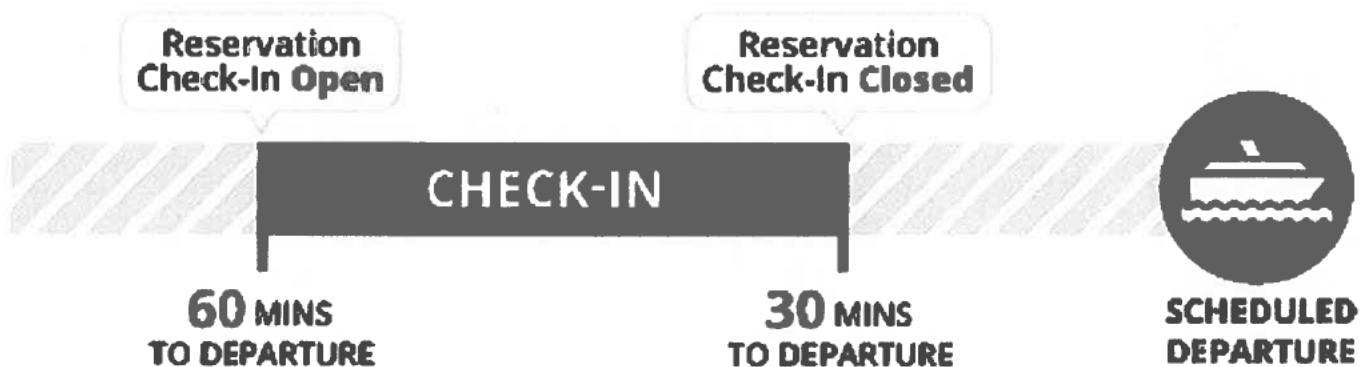 Reservation
Check-In Open
Reservation
Check-In Closed
CHECK-IN
60 MINS
TO DEPARTURE
30 MINS
TO DEPARTURE
SCHEDULED
DEPARTURE